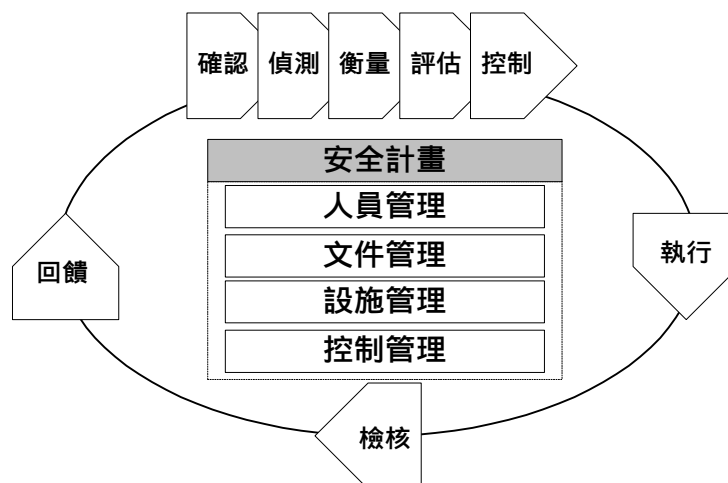 確認 偵測 衡量 評估 控制
安全計畫
人員管理
文件管理
設施管理
控制管理
回饋
執行
檢核